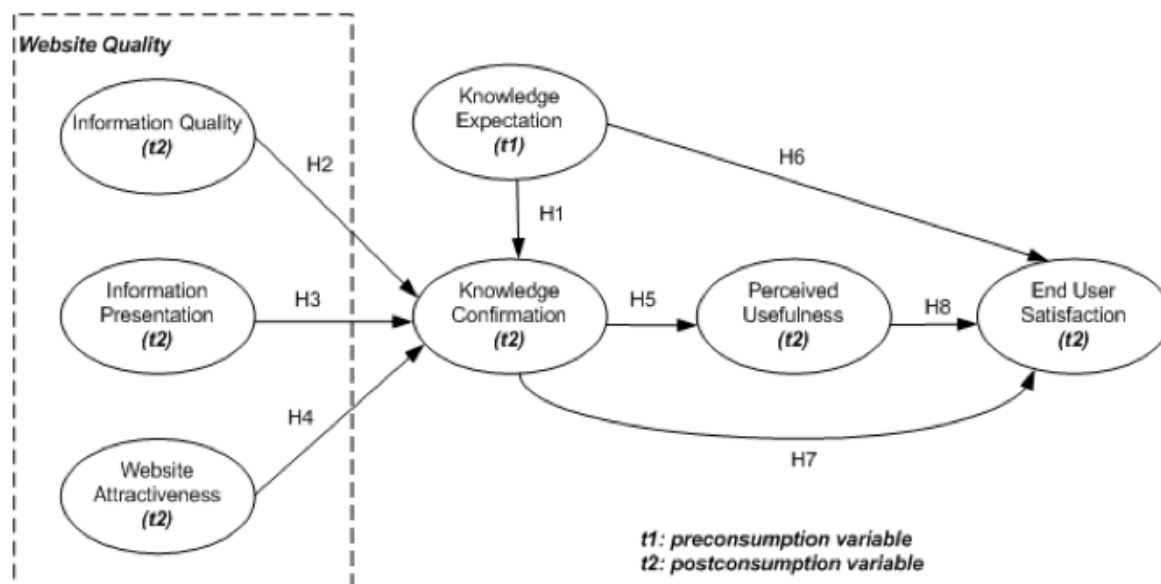 Website Quality
Information Quality
(t2)
Knowledge
Expectation
(t1)
H2
H6
H1
Information
Presentation
(t2)
H3
Knowledge
Confirmation
(t2)
H5
Perceived
Usefulness
(t2)
H8
End User
Satisfaction
(t2)
H4
Website
Attractiveness
(t2)
H7
t1: preconsumption variable
t2: postconsumption variable